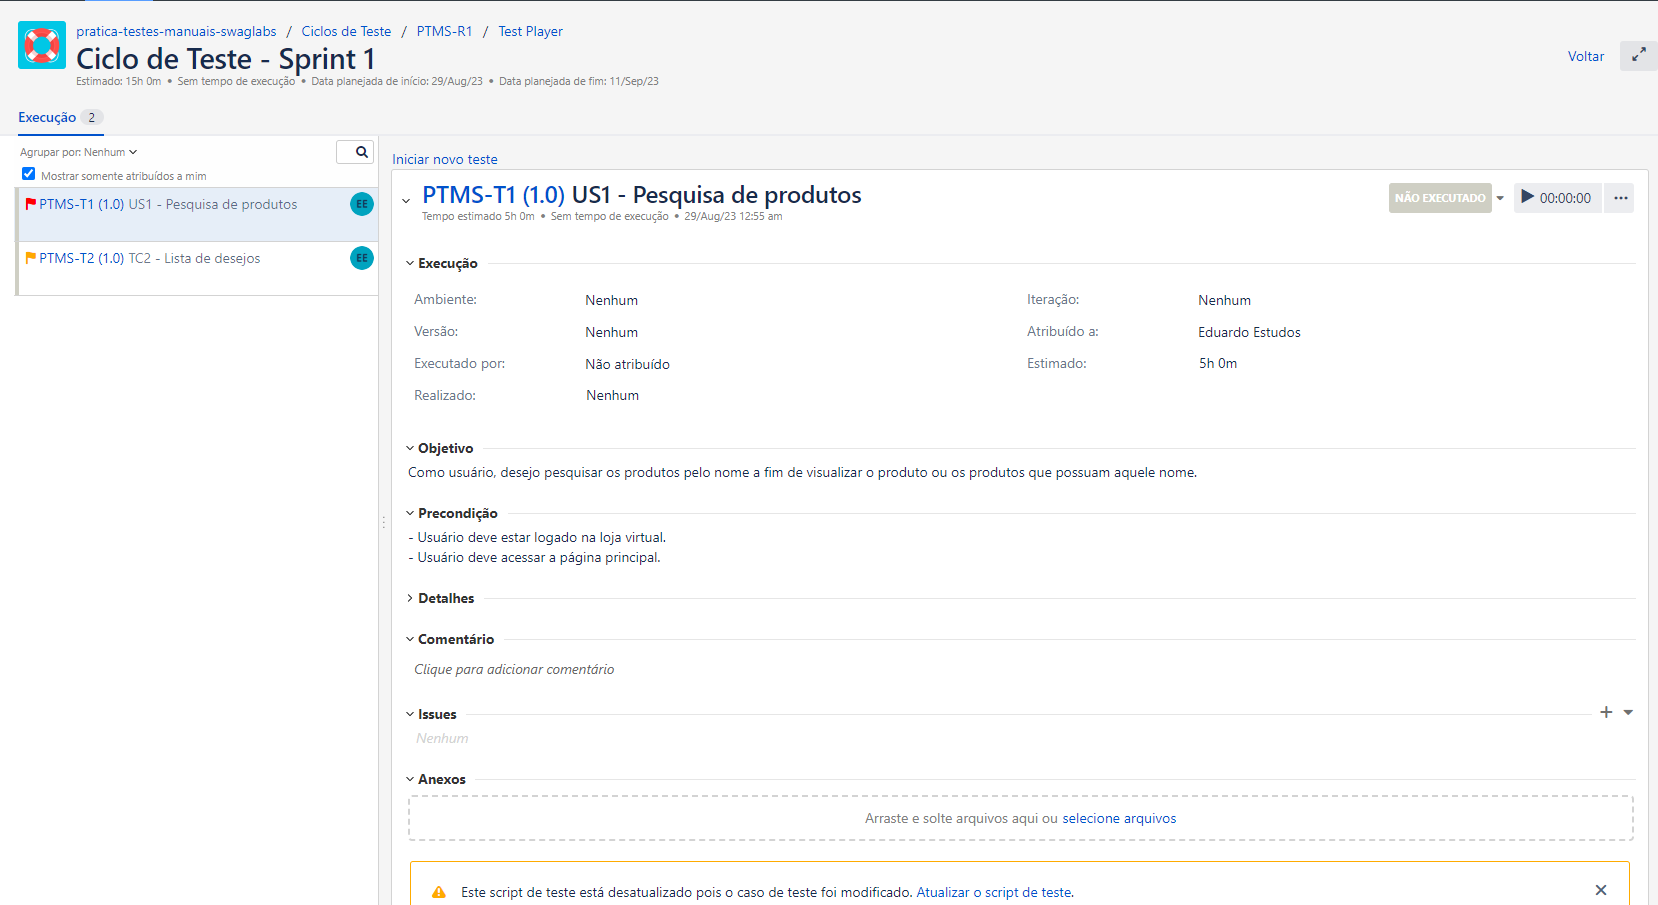 pratica-testes-manuais-swaglabs / Ciclos de Teste / PTMS-R1 / Test Player
Ciclo de Teste - Sprint 1
Estimado: 15h 0m • Sem tempo de execução • Data planejada de início: 29/Aug/23 • Data planejada de fim: 11/Sep/23
Voltar
Execução 2
Agrupar por: Nenhum
Mostrar somente atribuídos a mim
PTMS-T1 (1.0) US1 - Pesquisa de produtos EE
PTMS-T2 (1.0) TC2 - Lista de desejos EE
Iniciar novo teste
PTMS-T1 (1.0) US1 - Pesquisa de produtos
NÃO EXECUTADO
00:00:00
Tempo estimado 5h 0m • Sem tempo de execução • 29/Aug/23 12:55 am
Execução
Ambiente: Nenhum
Iteração: Nenhum
Versão: Nenhum
Atribuído a: Eduardo Estudos
Executado por: Não atribuído
Estimado: 5h 0m
Realizado: Nenhum
Objetivo
Como usuário, desejo pesquisar os produtos pelo nome a fim de visualizar o produto ou os produtos que possuam aquele nome.
Precondição
- Usuário deve estar logado na loja virtual.
- Usuário deve acessar a página principal.
Detalhes
Comentário
Clique para adicionar comentário
Issues
Nenhum
Anexos
Arraste e solte arquivos aqui ou selecione arquivos
Este script de teste está desatualizado pois o caso de teste foi modificado. Atualizar o script de teste.